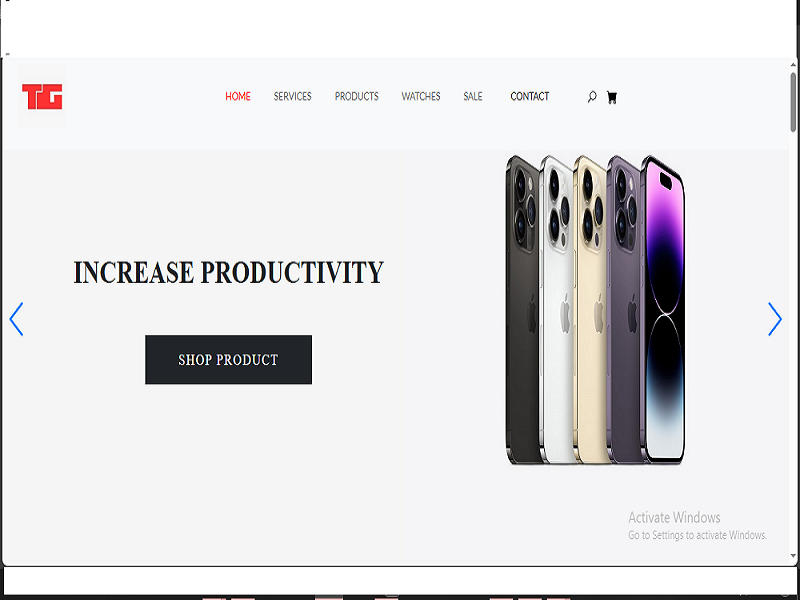 TG
HOME SERVICES PRODUCTS WATCHES SALE CONTACT
INCREASE PRODUCTIVITY
SHOP PRODUCT
Activate Windows
Go to Settings to activate Windows.